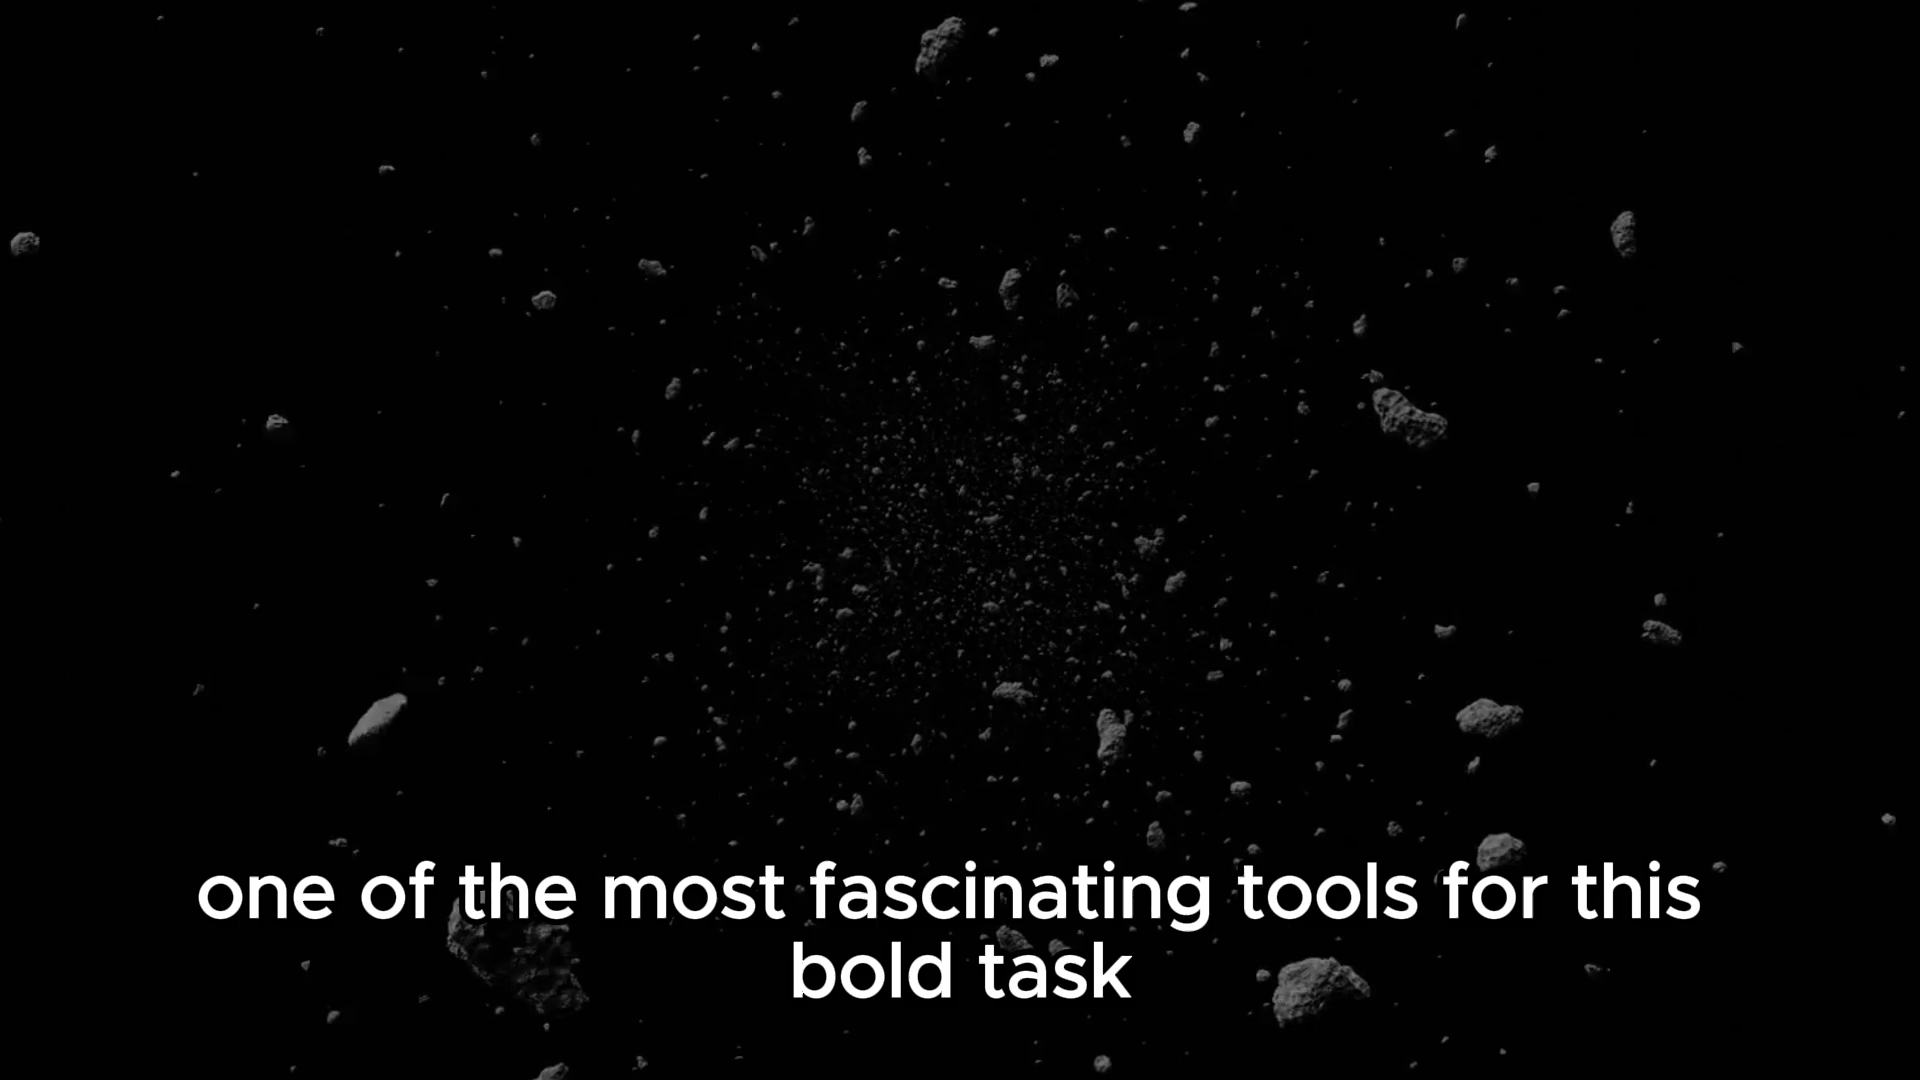 one of the most fascinating tools for this
bold task